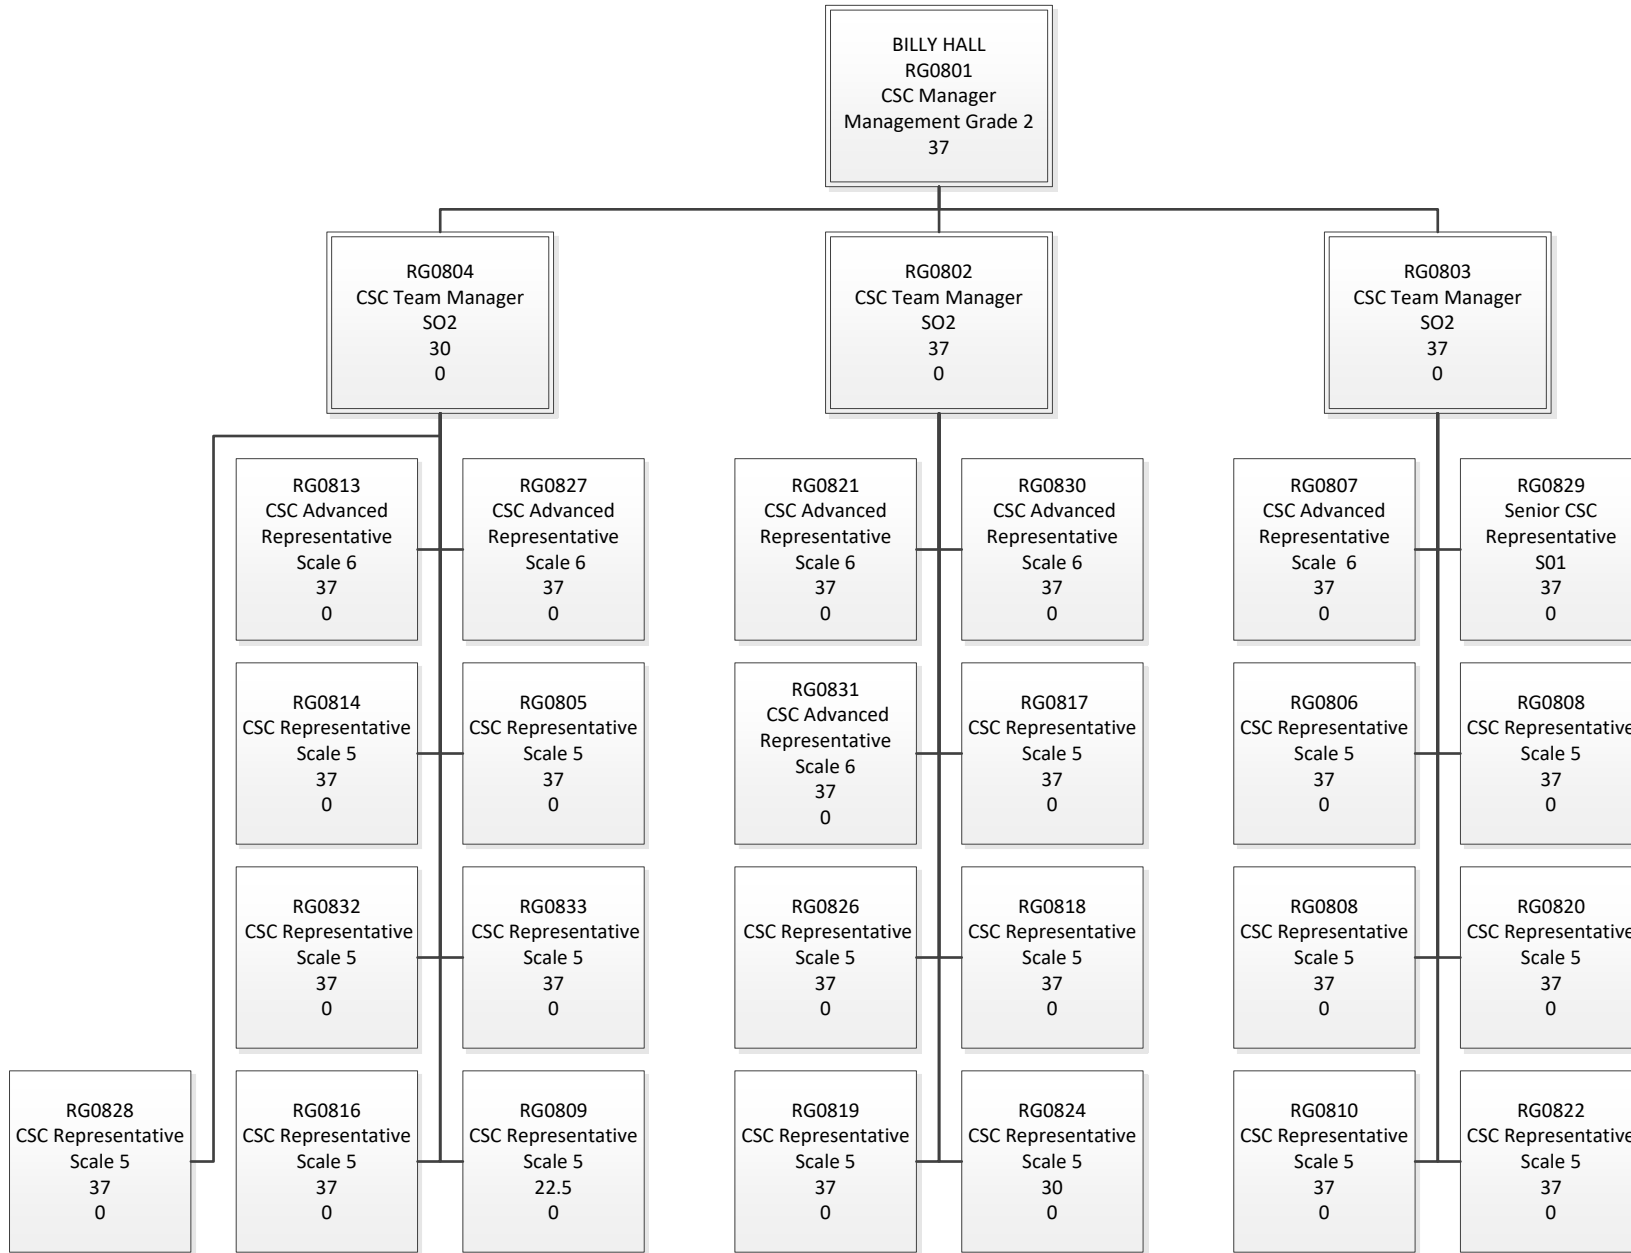 BILLY HALL
RG0801
CSC Manager
Management Grade 2
37
RG0804
CSC Team Manager
SO2
30
0
RG0802
CSC Team Manager
SO2
37
0
RG0803
CSC Team Manager
SO2
37
0
RG0813
CSC Advanced
Representative
Scale 6
37
0
RG0827
CSC Advanced
Representative
Scale 6
37
0
RG0821
CSC Advanced
Representative
Scale 6
37
0
RG0830
CSC Advanced
Representative
Scale 6
37
0
RG0807
CSC Advanced
Representative
Scale  6
37
0
RG0829
Senior CSC
Representative
S01
37
0
RG0814
CSC Representative
Scale 5
37
0
RG0805
CSC Representative
Scale 5
37
0
RG0831
CSC Advanced
Representative
Scale 6
37
0
RG0817
CSC Representative
Scale 5
37
0
RG0806
CSC Representative
Scale 5
37
0
RG0808
CSC Representative
Scale 5
37
0
RG0832
CSC Representative
Scale 5
37
0
RG0833
CSC Representative
Scale 5
37
0
RG0826
CSC Representative
Scale 5
37
0
RG0818
CSC Representative
Scale 5
37
0
RG0808
CSC Representative
Scale 5
37
0
RG0820
CSC Representative
Scale 5
37
0
RG0828
CSC Representative
Scale 5
37
0
RG0816
CSC Representative
Scale 5
37
0
RG0809
CSC Representative
Scale 5
22.5
0
RG0819
CSC Representative
Scale 5
37
0
RG0824
CSC Representative
Scale 5
30
0
RG0810
CSC Representative
Scale 5
37
0
RG0822
CSC Representative
Scale 5
37
0